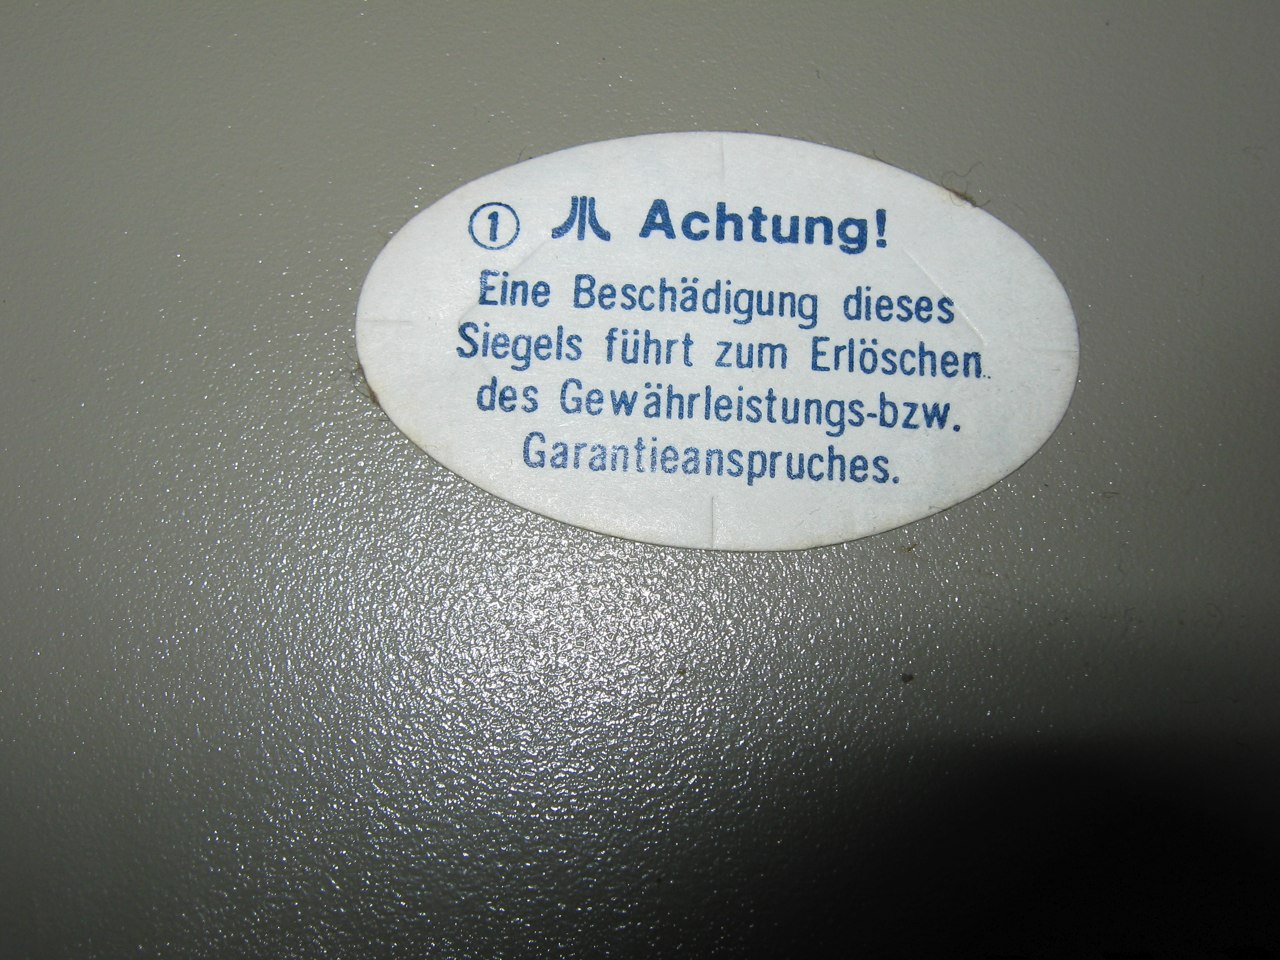 ① Achtung!
Eine Beschädigung dieses
Siegels führt zum Erlöschen
des Gewährleistungs-bzw.
Garantieanspruches.